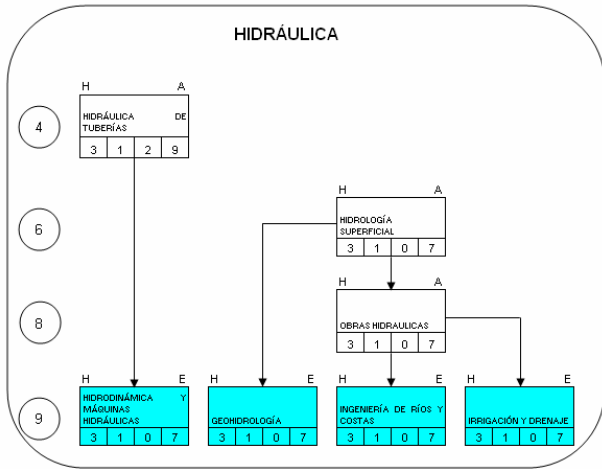 HIDRÁULICA
H A
4
HIDRÁULICA DE
TUBERÍAS
3 1 2 9
H A
6
HIDROLOGÍA
SUPERFICIAL
3 1 0 7
H A
8
OBRAS HIDRAULICAS
3 1 0 7
H E
9
HIDRODINÁMICA Y
MÁQUINAS
HIDRÁULICAS
3 1 0 7
H E
GEOHIDROLOGÍA
3 1 0 7
H E
INGENIERÍA DE RÍOS Y
COSTAS
3 1 0 7
H E
IRRIGACIÓN Y DRENAJE
3 1 0 7